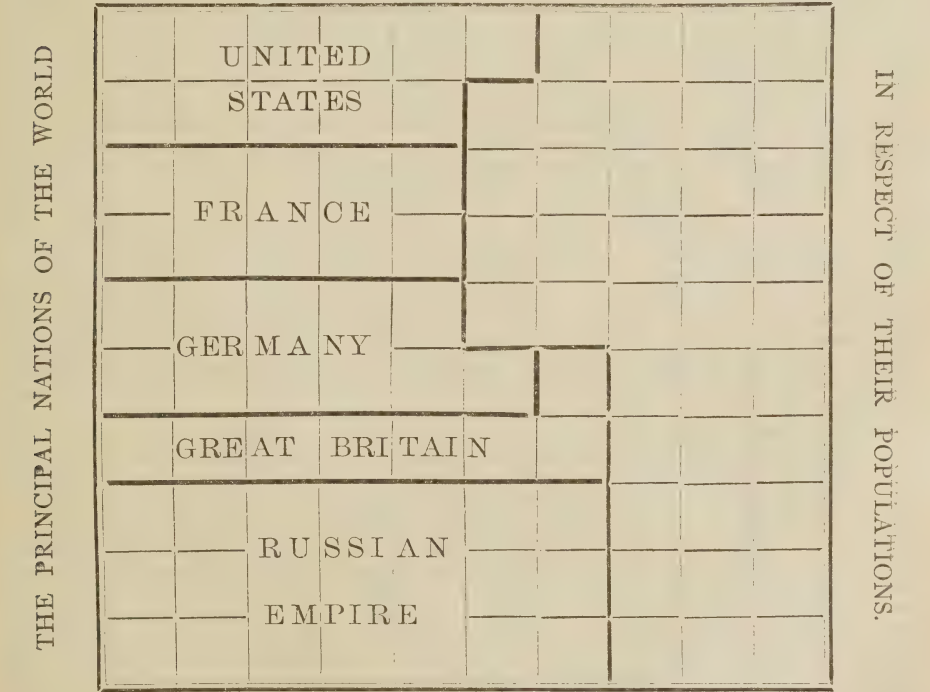 THE PRINCIPAL NATIONS OF THE WORLD
UNITED
STATES
FRANCE
GERMANY
GREAT BRITAIN
RUSSIAN
EMPIRE
IN RESPECT OF THEIR POPULATIONS.